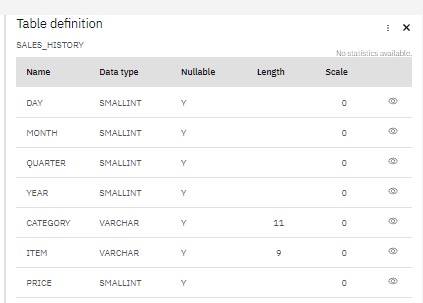 Table definition
SALES_HISTORY
No statistics available.
Name Data type Nullable Length Scale
DAY SMALLINT Y 0
MONTH SMALLINT Y 0
QUARTER SMALLINT Y 0
YEAR SMALLINT Y 0
CATEGORY VARCHAR Y 11 0
ITEM VARCHAR Y 9 0
PRICE SMALLINT Y 0